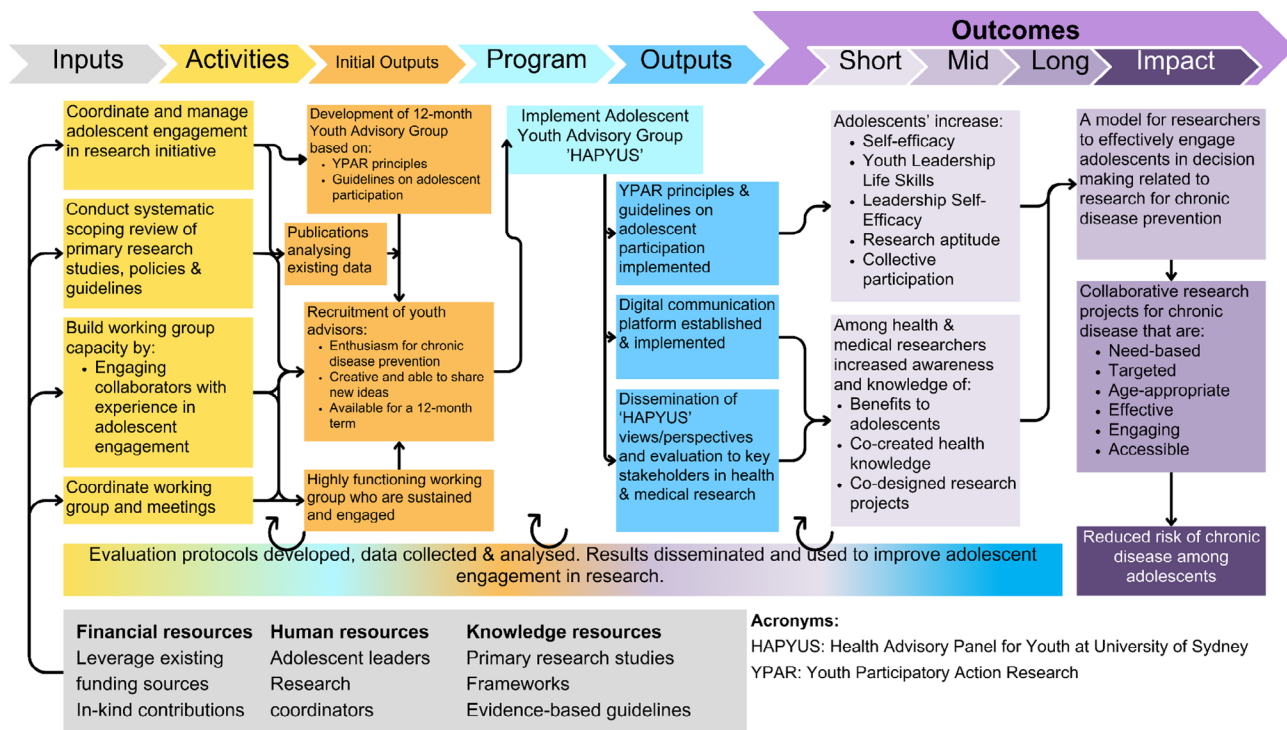 Outcomes
Inputs
Activities
Initial Outputs
Program
Outputs
Short
Mid
Long
Impact
Coordinate and manage
adolescent engagement
in research initiative
Conduct systematic
scoping review of
primary research
studies, policies &
guidelines
Build working group
capacity by:
• Engaging
collaborators with
experience in
adolescent
engagement
Coordinate working
group and meetings
Development of 12-month
Youth Advisory Group
based on:
• YPAR principles
• Guidelines on adolescent
participation
Publications
analysing
existing data
Recruitment of youth
advisors:
• Enthusiasm for chronic
disease prevention
• Creative and able to share
new ideas
• Available for a 12-month
term
Highly functioning working
group who are sustained
and engaged
Implement Adolescent
Youth Advisory Group
'HAPYUS'
YPAR principles &
guidelines on
adolescent
participation
implemented
Digital communication
platform established
& implemented
Dissemination of
'HAPYUS'
views/perspectives
and evaluation to key
stakeholders in health
& medical research
Adolescents' increase:
• Self-efficacy
• Youth Leadership
Life Skills
• Leadership Self-
Efficacy
• Research aptitude
• Collective
participation
Among health &
medical researchers
increased awareness
and knowledge of:
• Benefits to
adolescents
• Co-created health
knowledge
• Co-designed research
projects
A model for researchers
to effectively engage
adolescents in decision
making related to
research for chronic
disease prevention
Collaborative research
projects for chronic
disease that are:
• Need-based
• Targeted
• Age-appropriate
• Effective
• Engaging
• Accessible
Reduced risk of chronic
disease among
adolescents
Evaluation protocols developed, data collected & analysed. Results disseminated and used to improve adolescent
engagement in research.
Financial resources
Leverage existing
funding sources
In-kind contributions
Human resources
Adolescent leaders
Research
coordinators
Knowledge resources
Primary research studies
Frameworks
Evidence-based guidelines
Acronyms:
HAPYUS: Health Advisory Panel for Youth at University of Sydney
YPAR: Youth Participatory Action Research